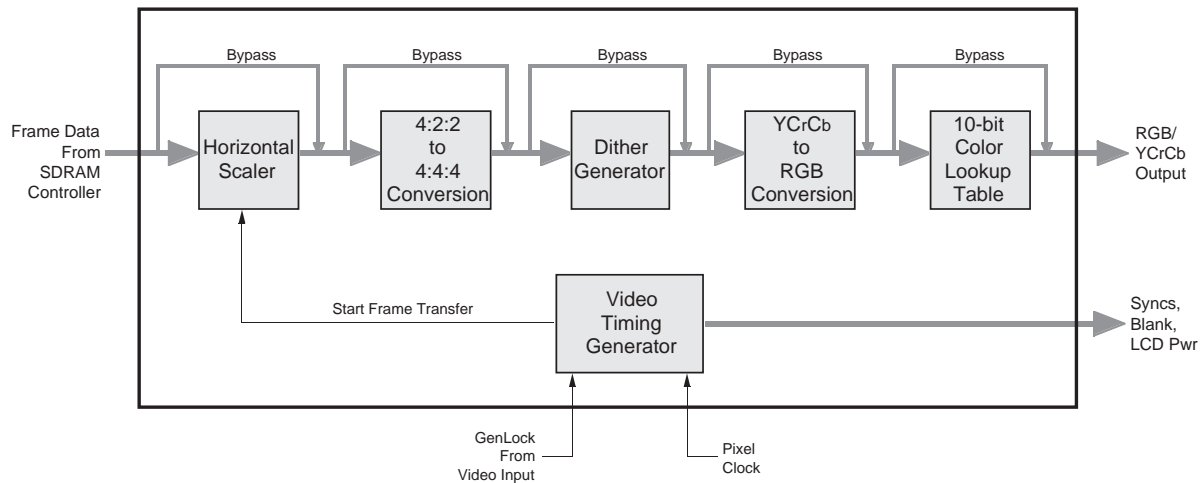 Bypass
Bypass
Bypass
Bypass
Bypass
Frame Data
From
SDRAM
Controller
Horizontal
Scaler
4:2:2
to
4:4:4
Conversion
Dither
Generator
YCrCb
to
RGB
Conversion
10-bit
Color
Lookup
Table
RGB/
YCrCb
Output
Start Frame Transfer
Video
Timing
Generator
Syncs,
Blank,
LCD Pwr
GenLock
From
Video Input
Pixel
Clock